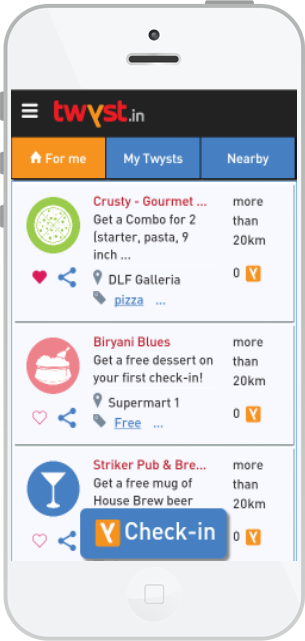 twyst.in
For me
My Twysts
Nearby
Crusty - Gourmet ...
Get a Combo for 2
(starter, pasta, 9
inch ...
DLF Galleria
pizza ...
more
than
20km
0
Biryani Blues
Get a free dessert on
your first check-in!
Supermart 1
Free ...
more
than
20km
0
Striker Pub & Bre...
Get a free mug of
House Brew beer
more
than
20km
0
Check-in